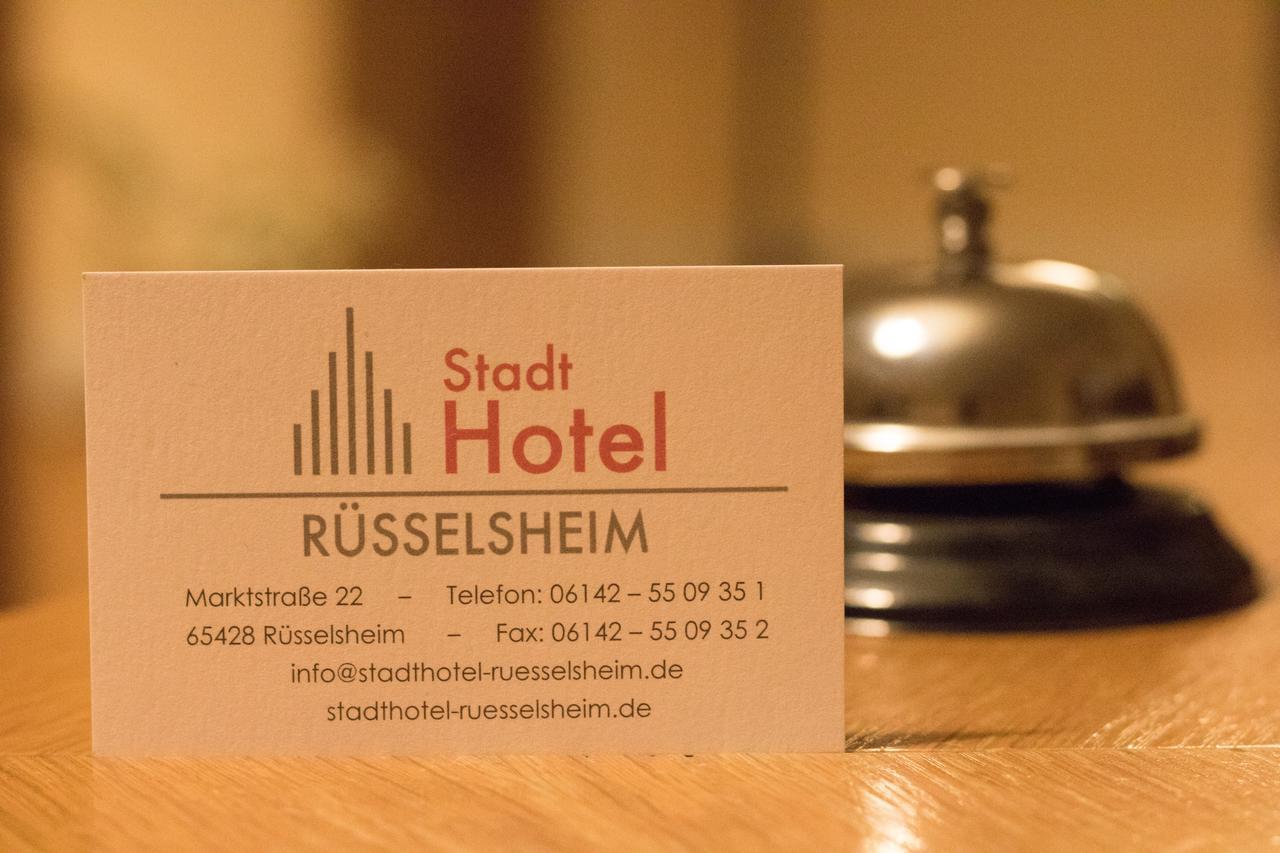 Stadt
Hotel
RÜSSELSHEIM
Marktstraße 22 – Telefon: 06142 – 55 09 35 1
65428 Rüsselsheim – Fax: 06142 – 55 09 35 2
info@stadthotel-ruesselsheim.de
stadthotel-ruesselsheim.de